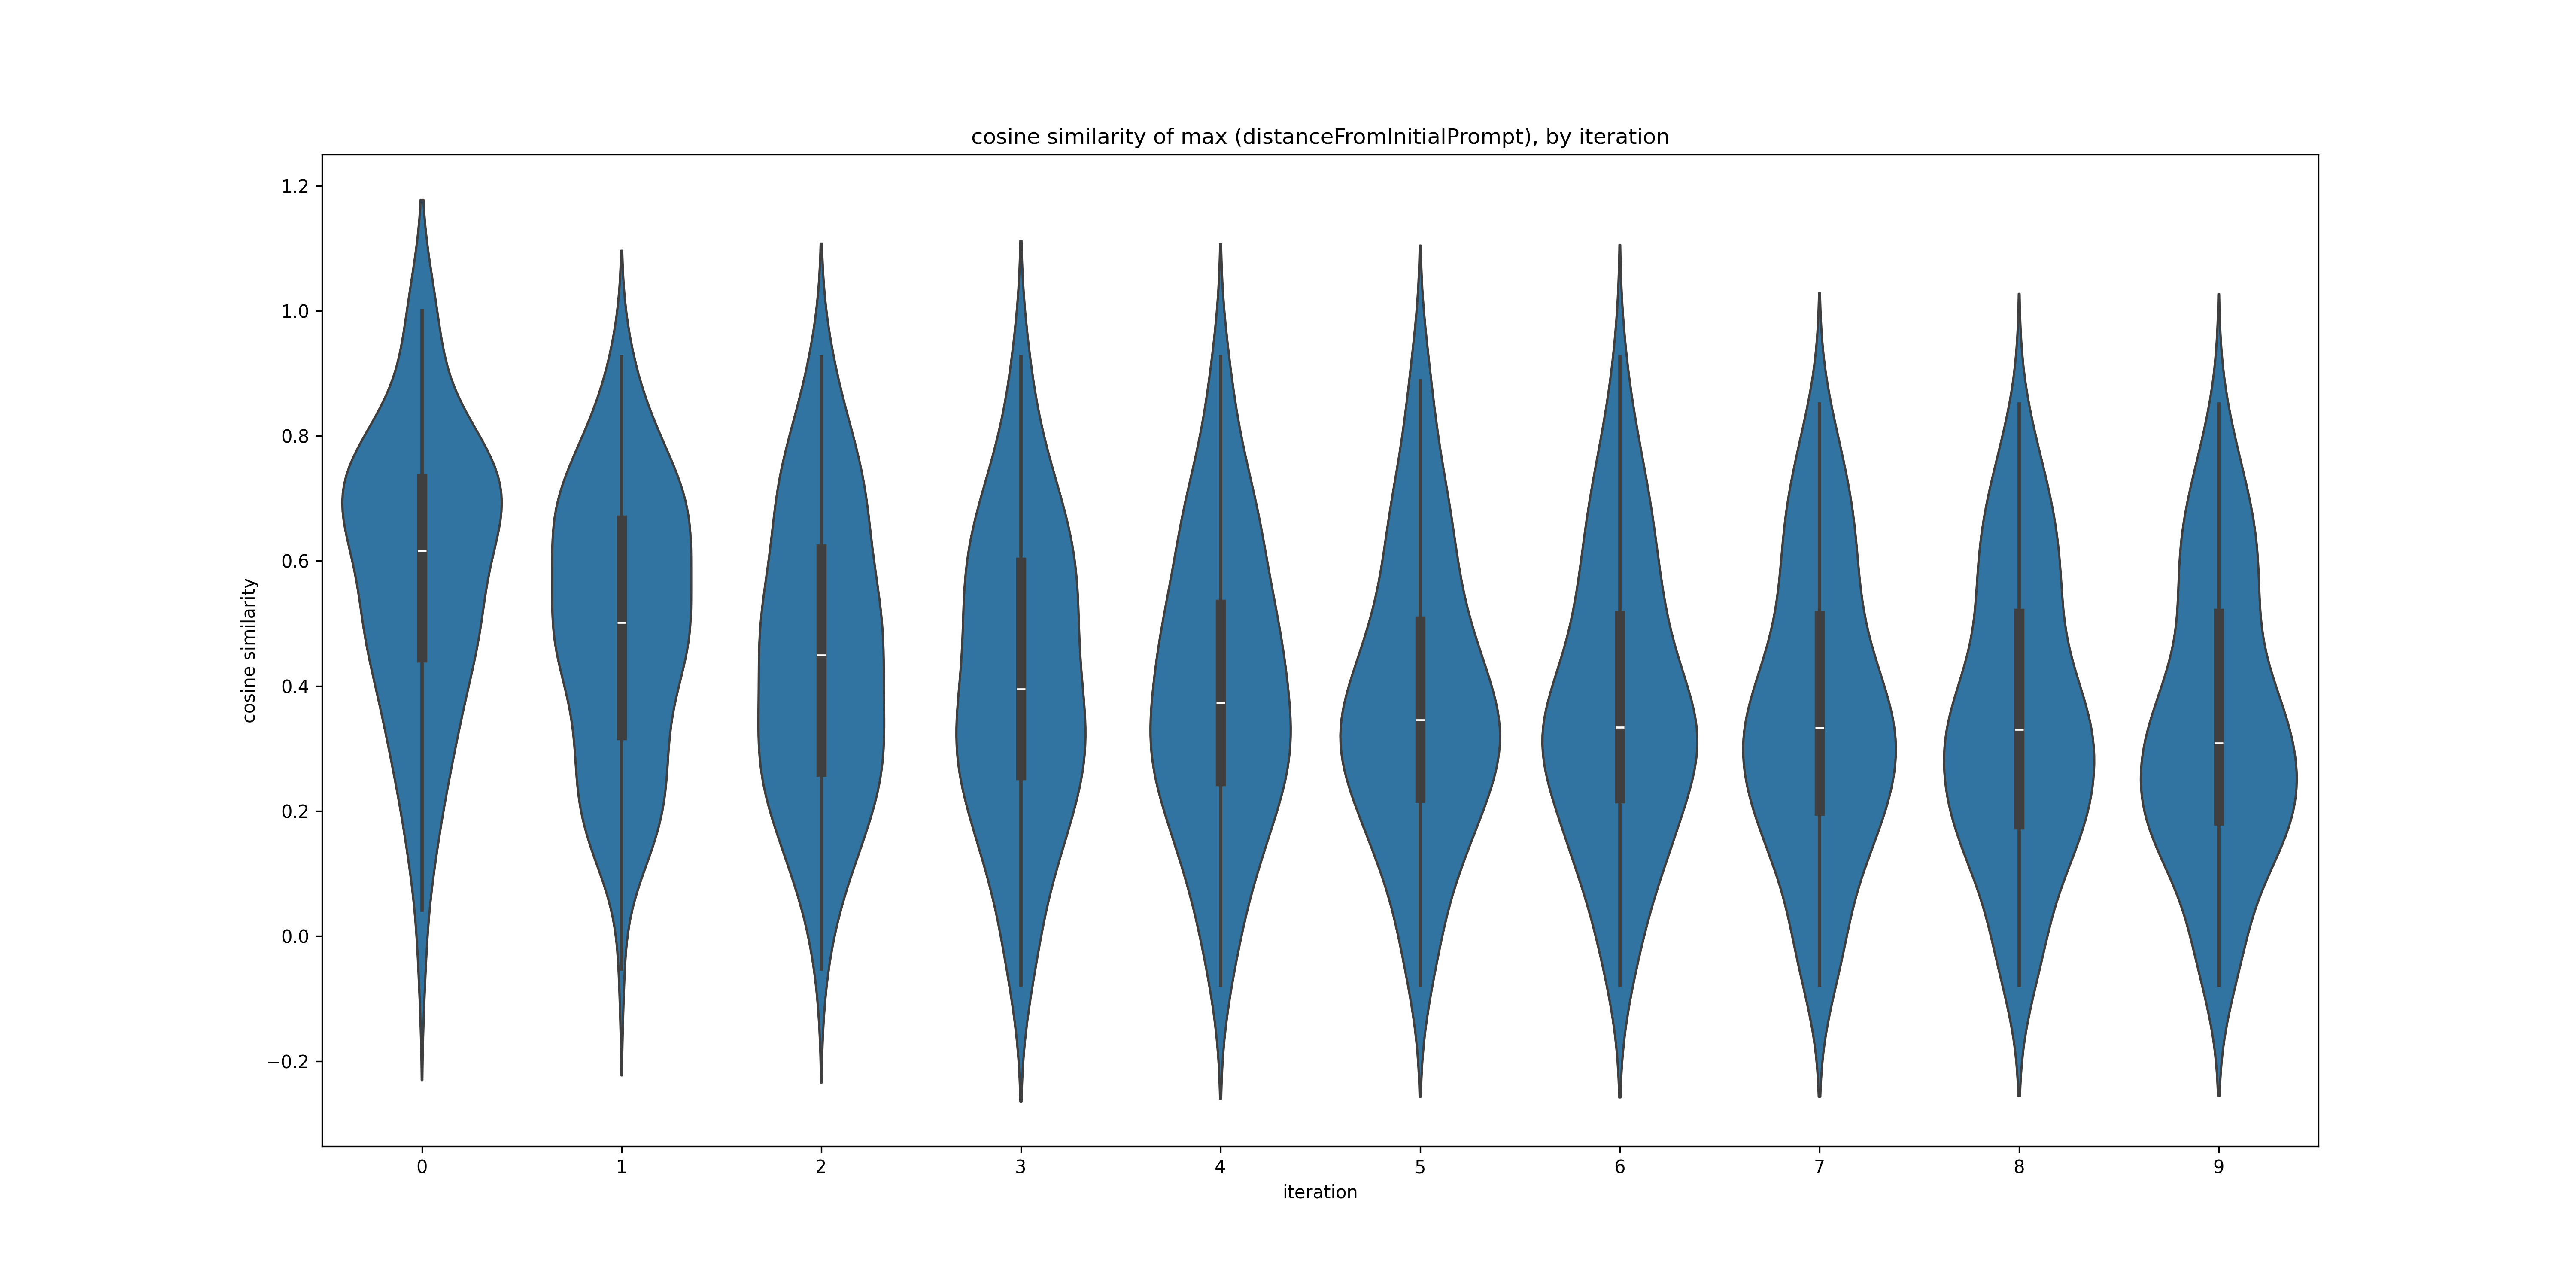 cosine similarity of max (distanceFromInitialPrompt), by iteration
1.2
1.0
0.8
0.6
0.4
0.2
0.0
−0.2
cosine similarity
0 1 2 3 4 5 6 7 8 9
iteration